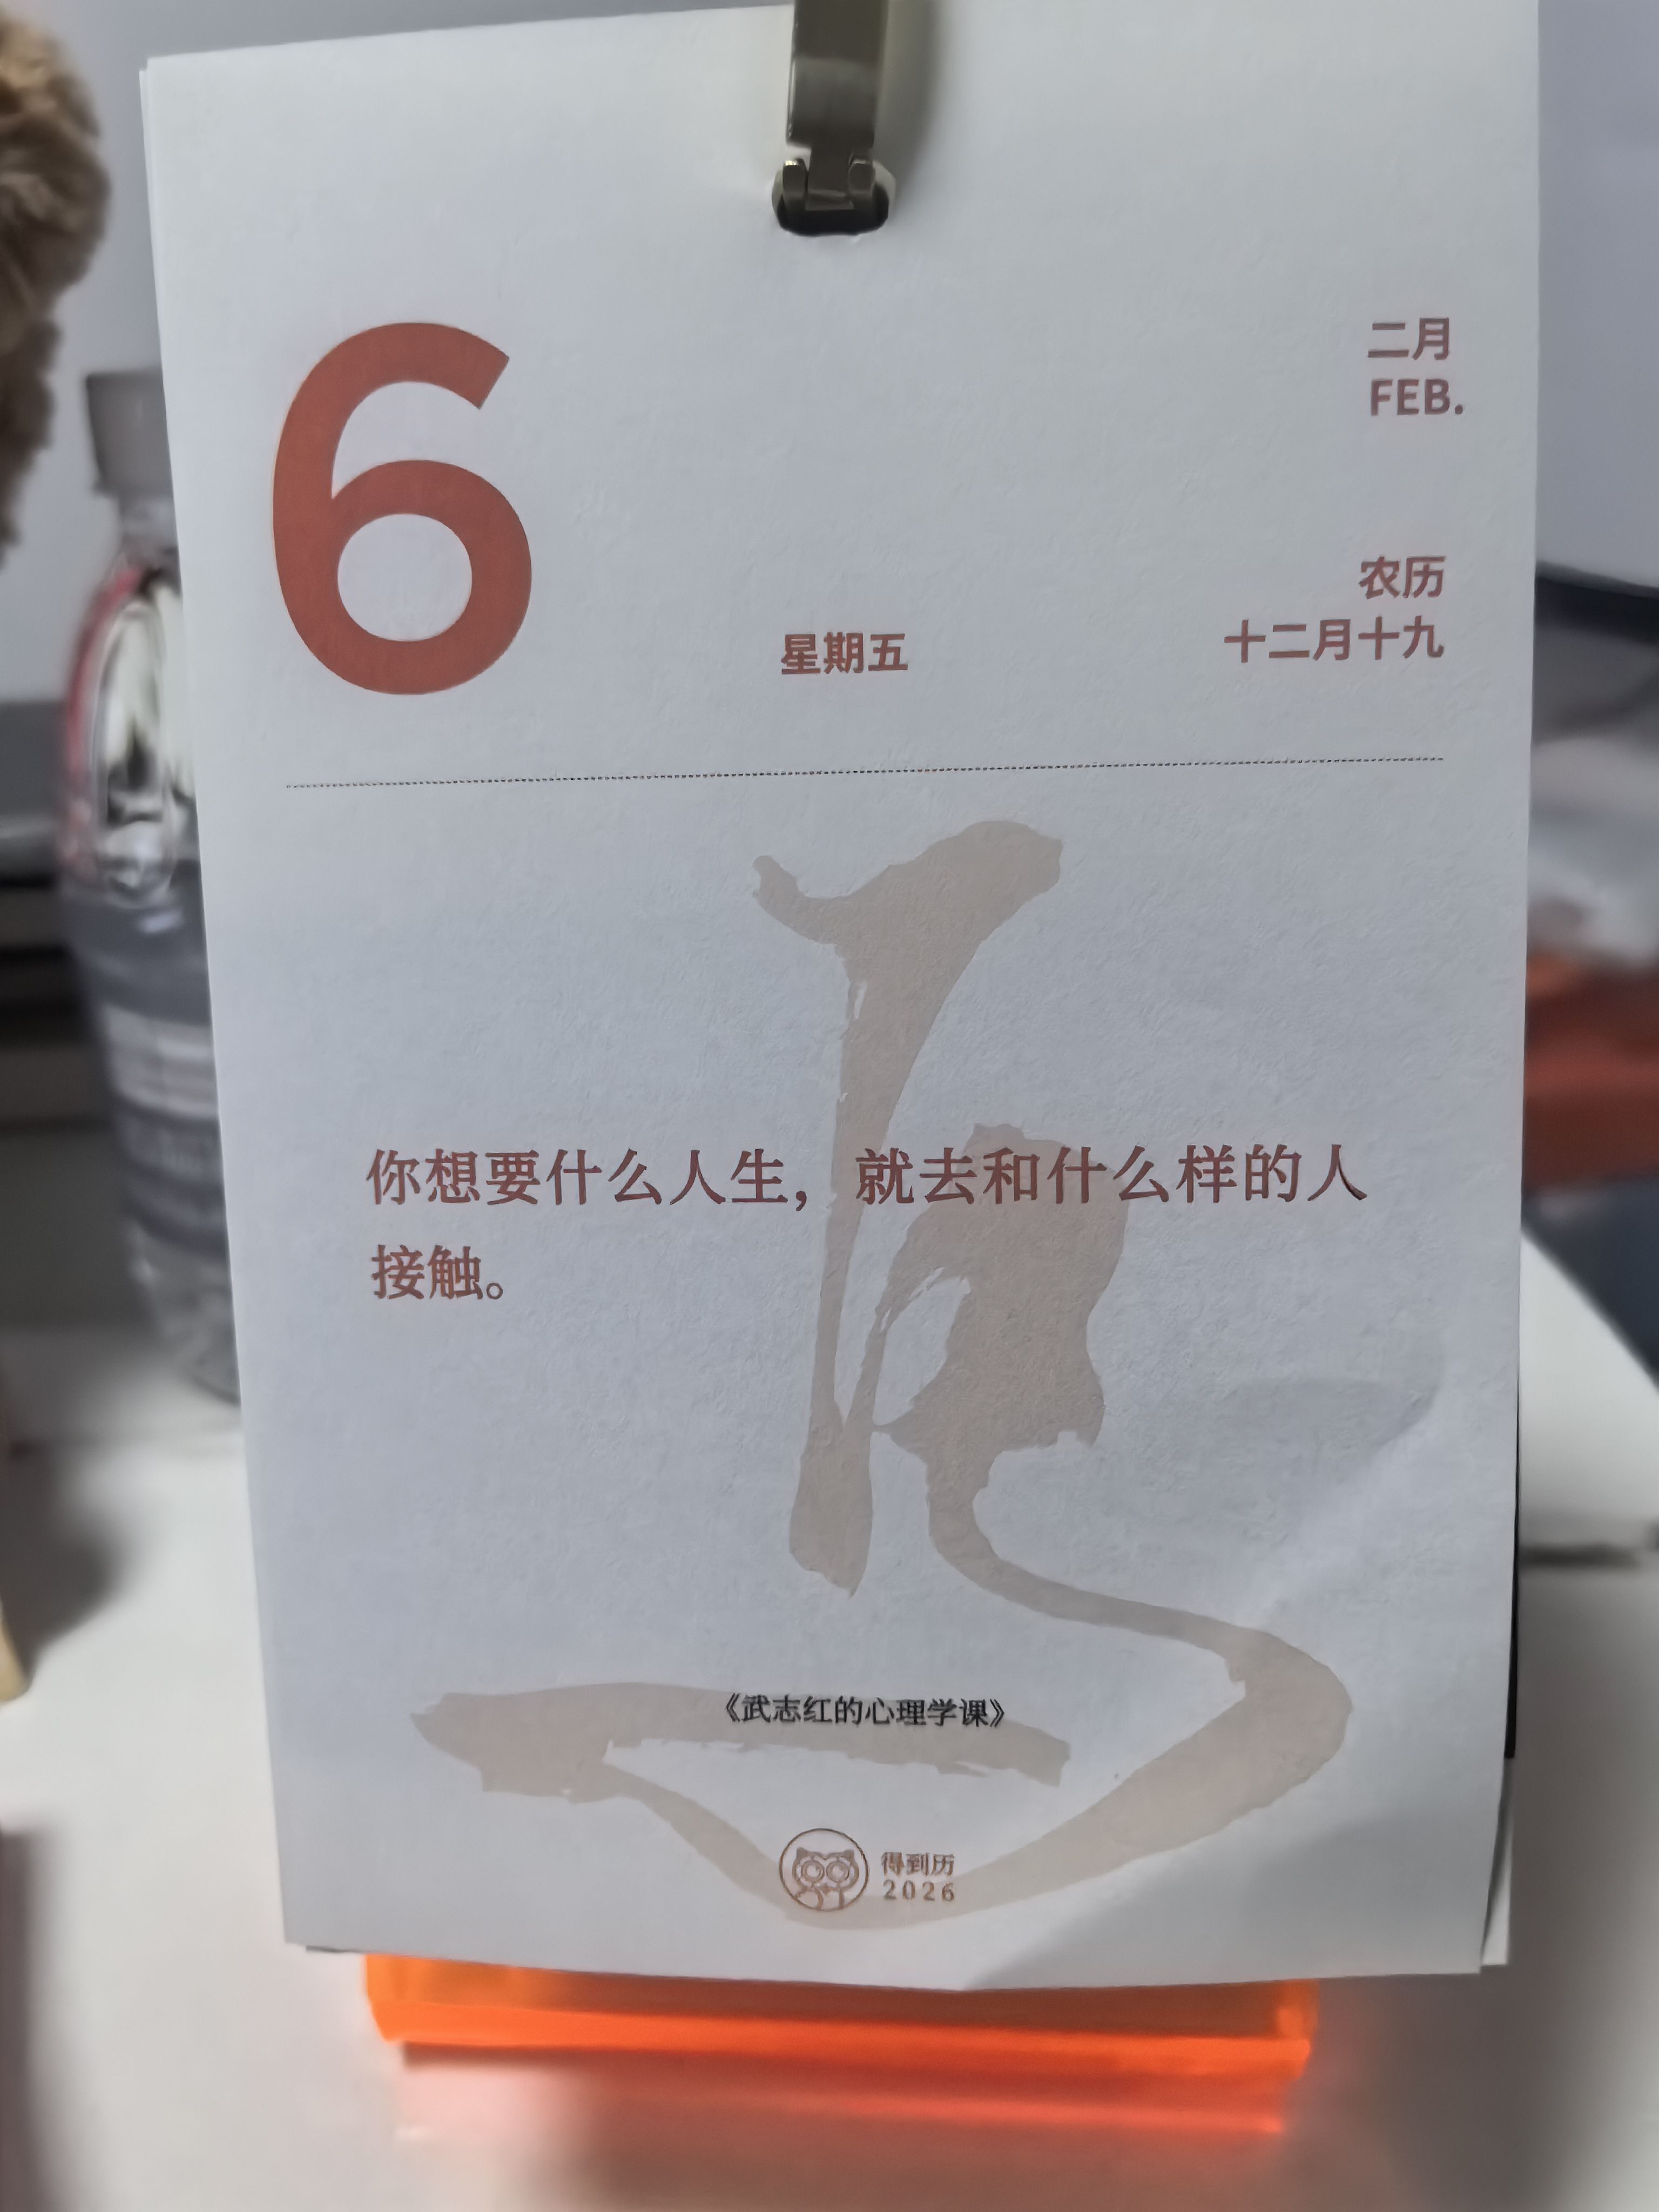 6
二月
FEB.
农历
星期五
十二月十九
你想要什么人生，就去和什么样的人
接触。
《武志红的心理学课》
得到历
2026